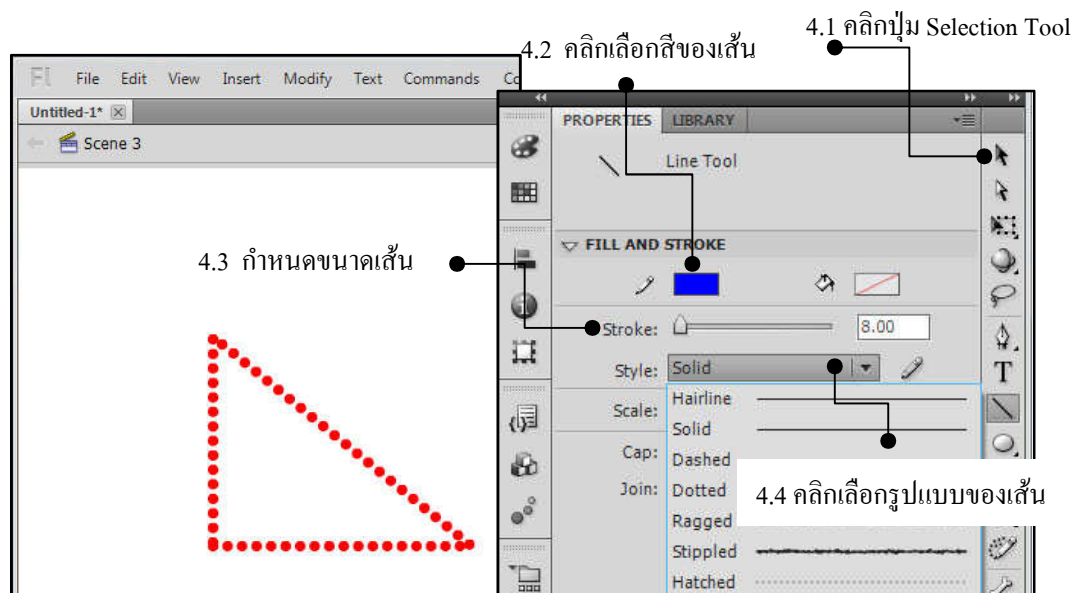 4.1 คลิกปุ่ม Selection Tool
4.2 คลิกเลือกสีของเส้น
File Edit View Insert Modify Text Commands Co
Untitled-1*
Scene 3
PROPERTIES LIBRARY
Line Tool
4.3 กำหนดขนาดเส้น
FILL AND STROKE
Stroke: 8.00
Style: Solid
Scale:
Cap:
Join:
Hairline
Solid
Dashed
Dotted
Ragged
Stippled
Hatched
4.4 คลิกเลือกรูปแบบของเส้น